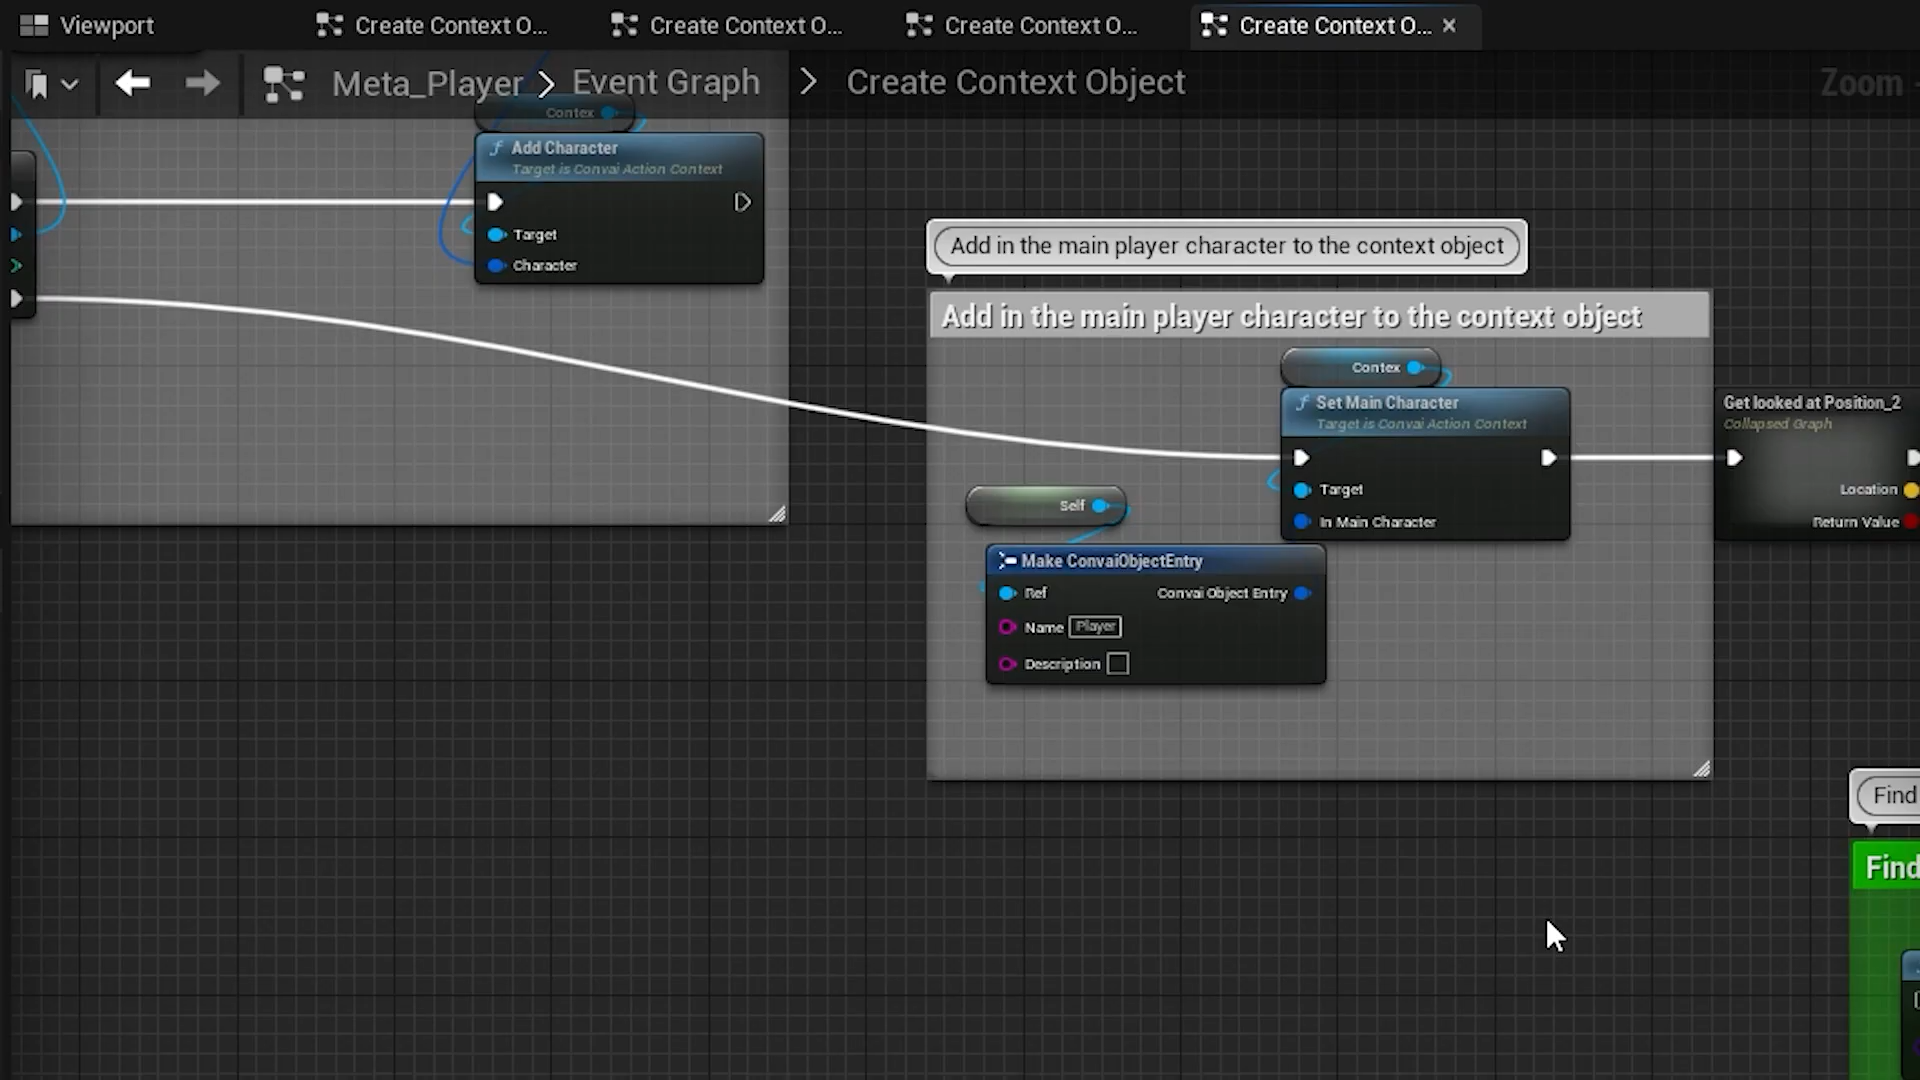 Viewport
Create Context O...
Create Context O...
Create Context O...
Create Context O...
Meta_Player
Event Graph
Create Context Object
Zoom -
Contex
Add Character
Target is Convai Action Context
Target
Character
Add in the main player character to the context object
Add in the main player character to the context object
Contex
Set Main Character
Target is Convai Action Context
Target
In Main Character
Get looked at Position_2
Collapsed Graph
Location
Return Value
Self
Make ConvaiObjectEntry
Ref
Convai Object Entry
Name
Player
Description
Find
Find